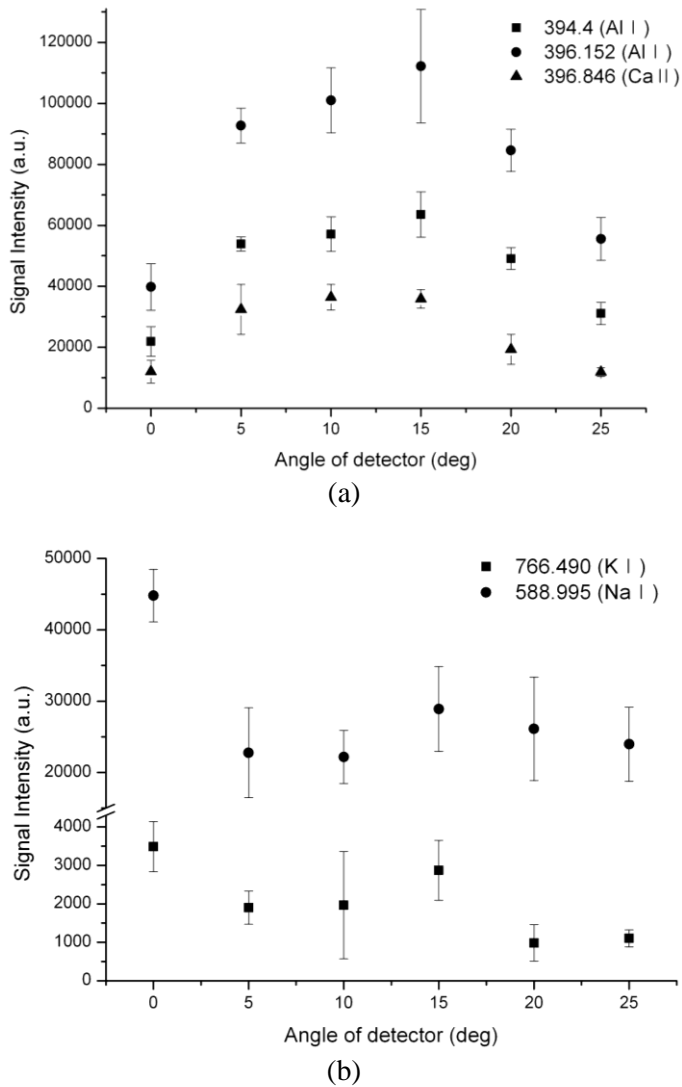 120000
100000
80000
60000
40000
20000
0
Signal Intensity (a.u.)
394.4 (Al I)
396.152 (Al I)
396.846 (Ca II)
0 5 10 15 20 25
Angle of detector (deg)
(a)
50000
40000
30000
20000
4000
3000
2000
1000
0
Signal Intensity (a.u.)
766.490 (K I)
588.995 (Na I)
0 5 10 15 20 25
Angle of detector (deg)
(b)